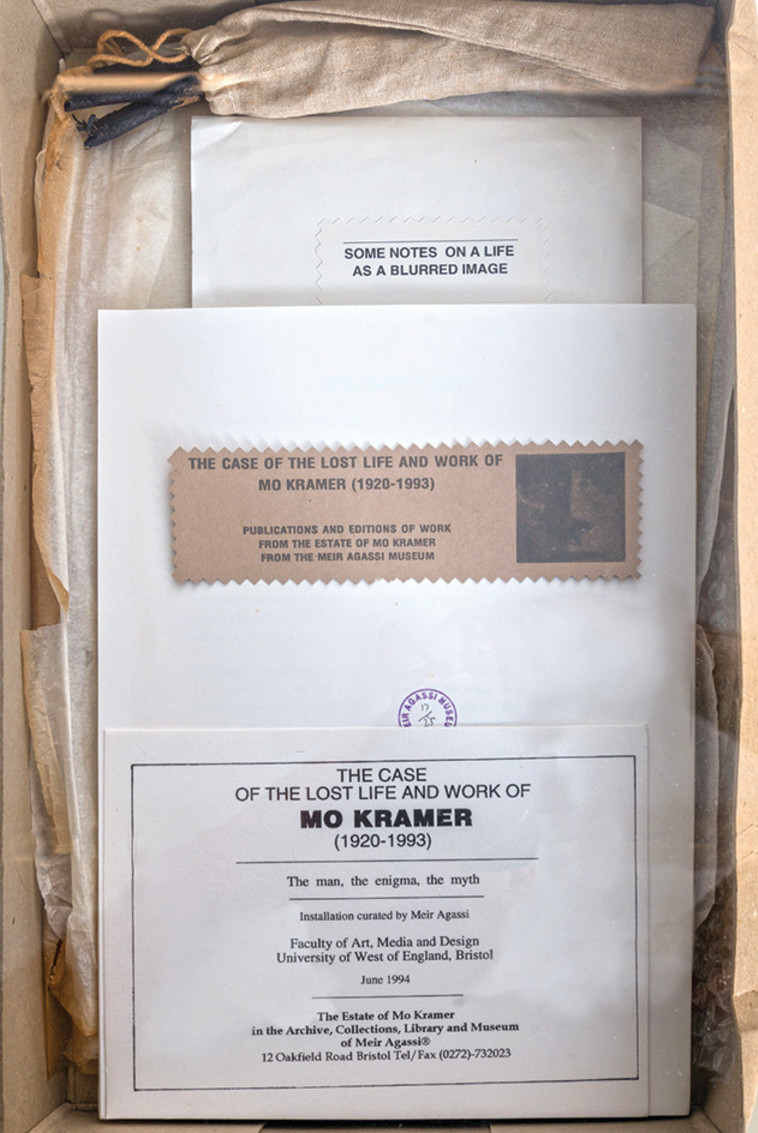 SOME NOTES ON A LIFE
AS A BLURRED IMAGE
THE CASE OF THE LOST LIFE AND WORK OF
MO KRAMER (1920-1993)
PUBLICATIONS AND EDITIONS OF WORK
FROM THE ESTATE OF MO KRAMER
FROM THE MEIR AGASSI MUSEUM
AGASSI
THE CASE
OF THE LOST LIFE AND WORK OF
MO KRAMER
(1920-1993)
The man, the enigma, the myth
Installation curated by Meir Agassi
Faculty of Art, Media and Design
University of West of England, Bristol
June 1994
The Estate of Mo Kramer
in the Archive, Collections, Library and Museum
of Meir Agassi®
12 Oakfield Road Bristol Tel/Fax (0272)-732023